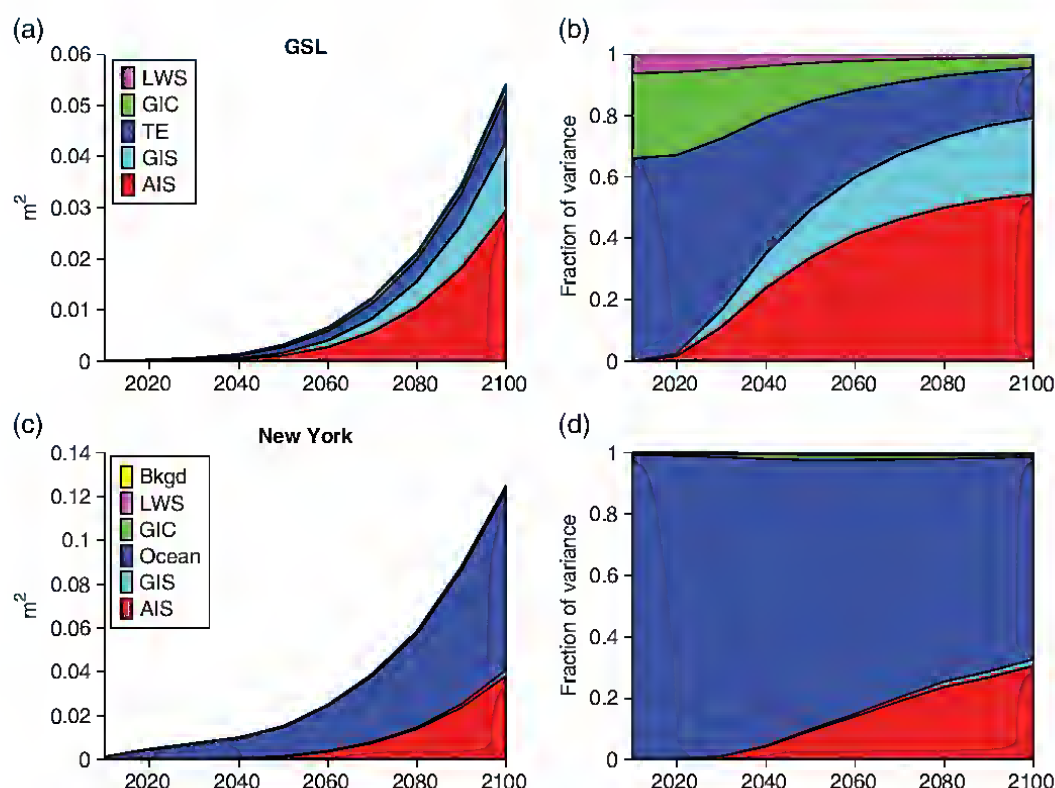 (a)
GSL
0.06
0.05
0.04
0.03
0.02
0.01
0
m2
LWS
GIC
TE
GIS
AIS
2020 2040 2060 2080 2100
(b)
1
0.8
0.6
0.4
0.2
0
Fraction of variance
2020 2040 2060 2080 2100
(c)
New York
0.14
0.12
0.1
0.08
0.06
0.04
0.02
0
m2
Bkgd
LWS
GIC
Ocean
GIS
AIS
2020 2040 2060 2080 2100
(d)
1
0.8
0.6
0.4
0.2
0
Fraction of variance
2020 2040 2060 2080 2100